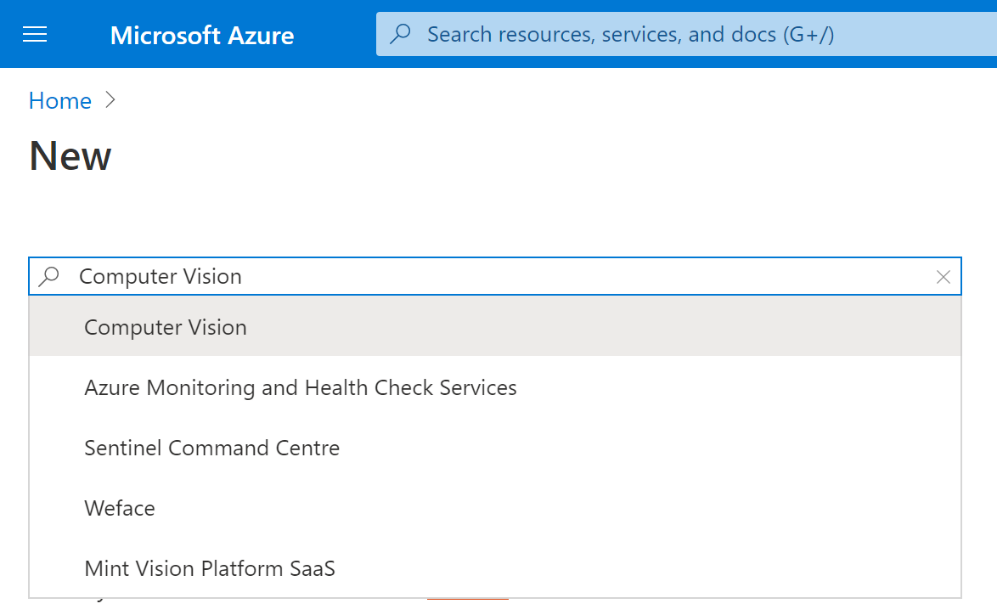 Microsoft Azure
Search resources, services, and docs (G+/)
Home
New
Computer Vision
Computer Vision
Azure Monitoring and Health Check Services
Sentinel Command Centre
Weface
Mint Vision Platform SaaS